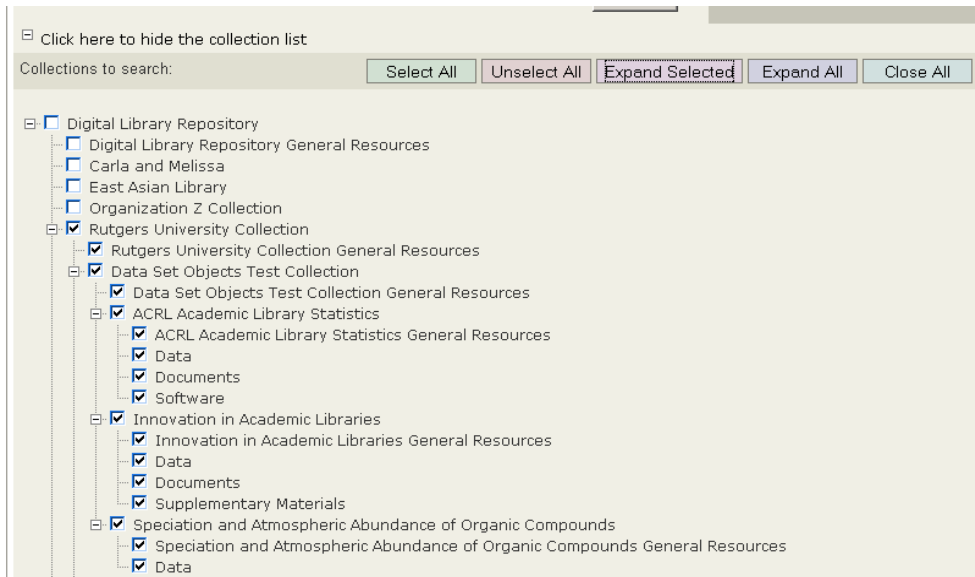 Click here to hide the collection list
Collections to search: Select All Unselect All Expand Selected Expand All Close All
Digital Library Repository
Digital Library Repository General Resources
Carla and Melissa
East Asian Library
Organization Z Collection
Rutgers University Collection
Rutgers University Collection General Resources
Data Set Objects Test Collection
Data Set Objects Test Collection General Resources
ACRL Academic Library Statistics
ACRL Academic Library Statistics General Resources
Data
Documents
Software
Innovation in Academic Libraries
Innovation in Academic Libraries General Resources
Data
Documents
Supplementary Materials
Speciation and Atmospheric Abundance of Organic Compounds
Speciation and Atmospheric Abundance of Organic Compounds General Resources
Data